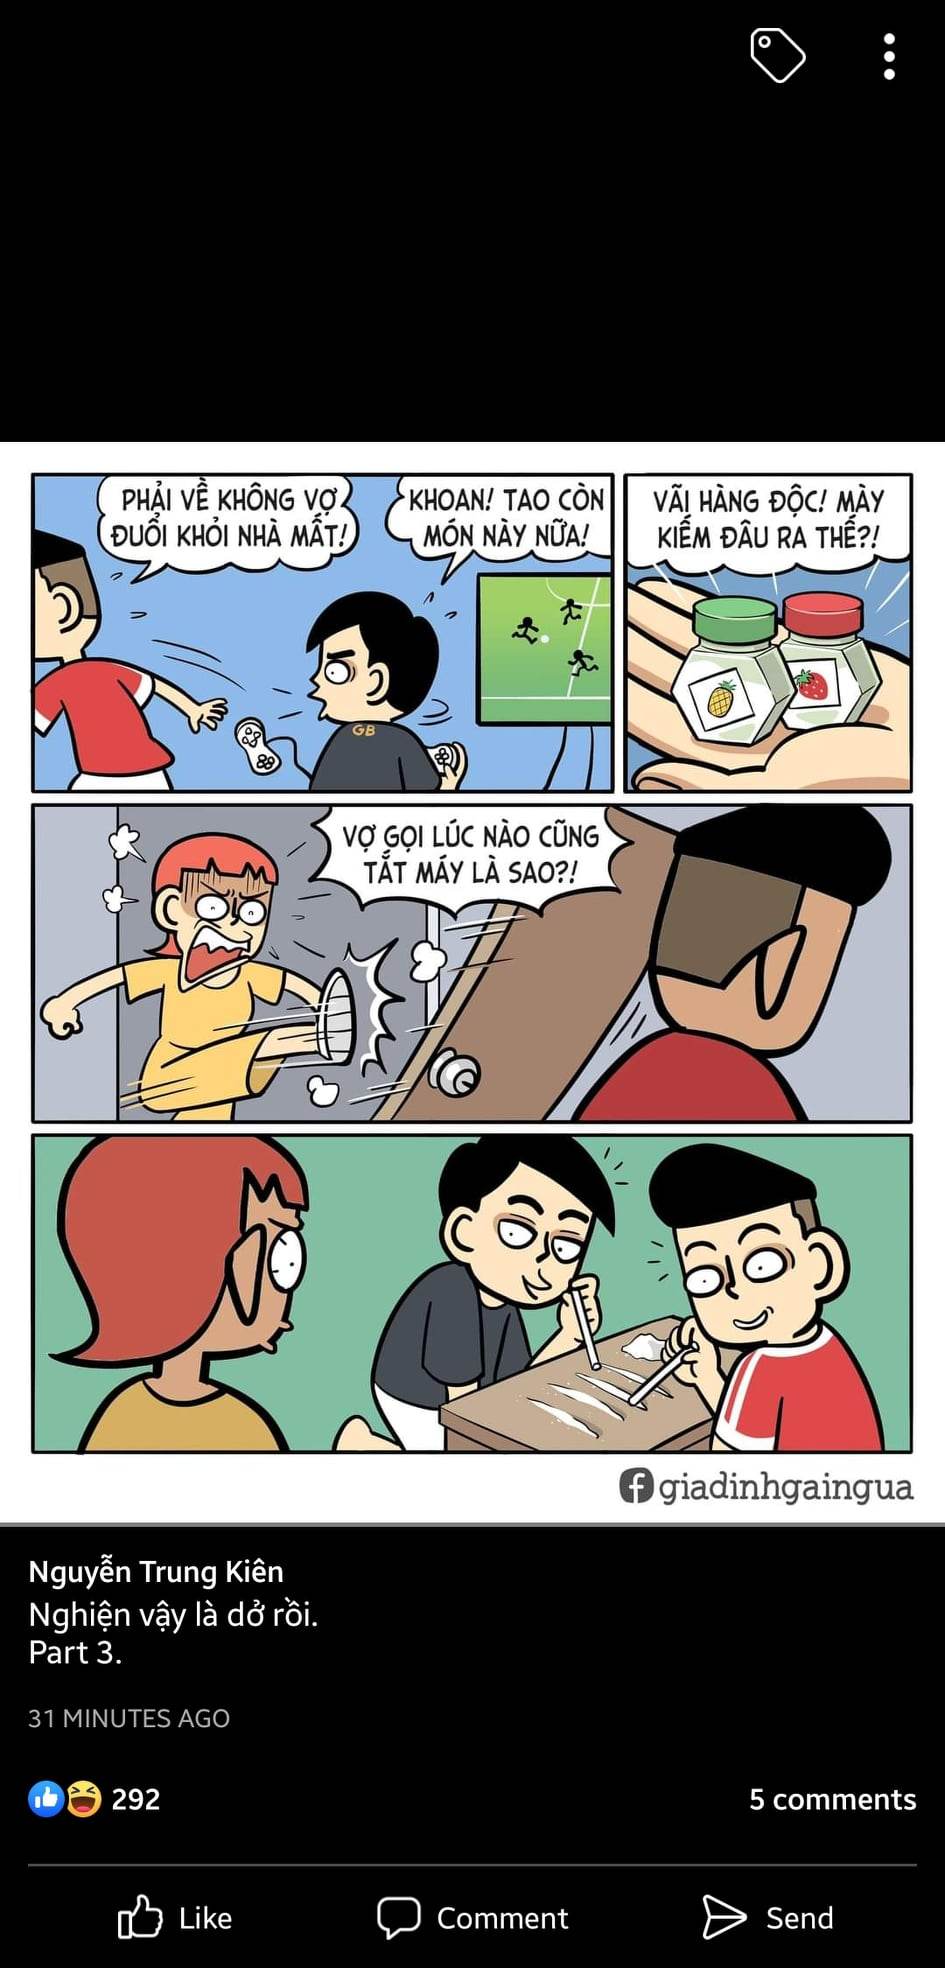 PHẢI VỀ KHÔNG VỢ
ĐUỔI KHỎI NHÀ MẤT!
KHOAN! TAO CÒN
MÓN NÀY NỮA!
GB
VÃI HÀNG ĐỘC! MÀY
KIẾM ĐÂU RA THẾ?!
VỢ GỌI LÚC NÀO CŨNG
TẮT MÁY LÀ SAO?!
giadinhgaingua
Nguyễn Trung Kiên
Nghiện vậy là dở rồi.
Part 3.
31 MINUTES AGO
292
5 comments
Like
Comment
Send